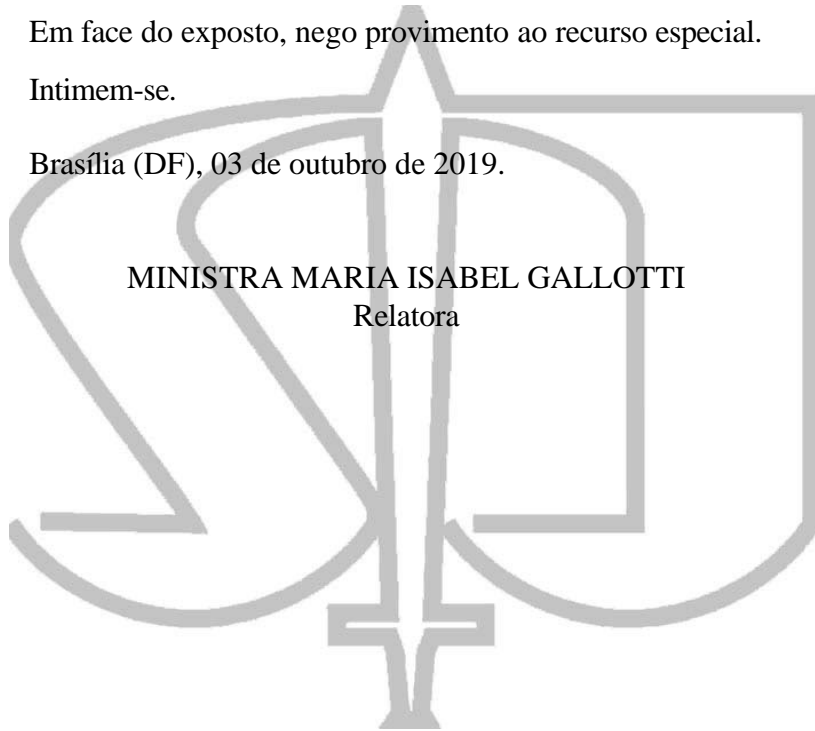 Em face do exposto, nego provimento ao recurso especial.
Intimem-se.
Brasília (DF), 03 de outubro de 2019.
MINISTRA MARIA ISABEL GALLOTTI
Relatora